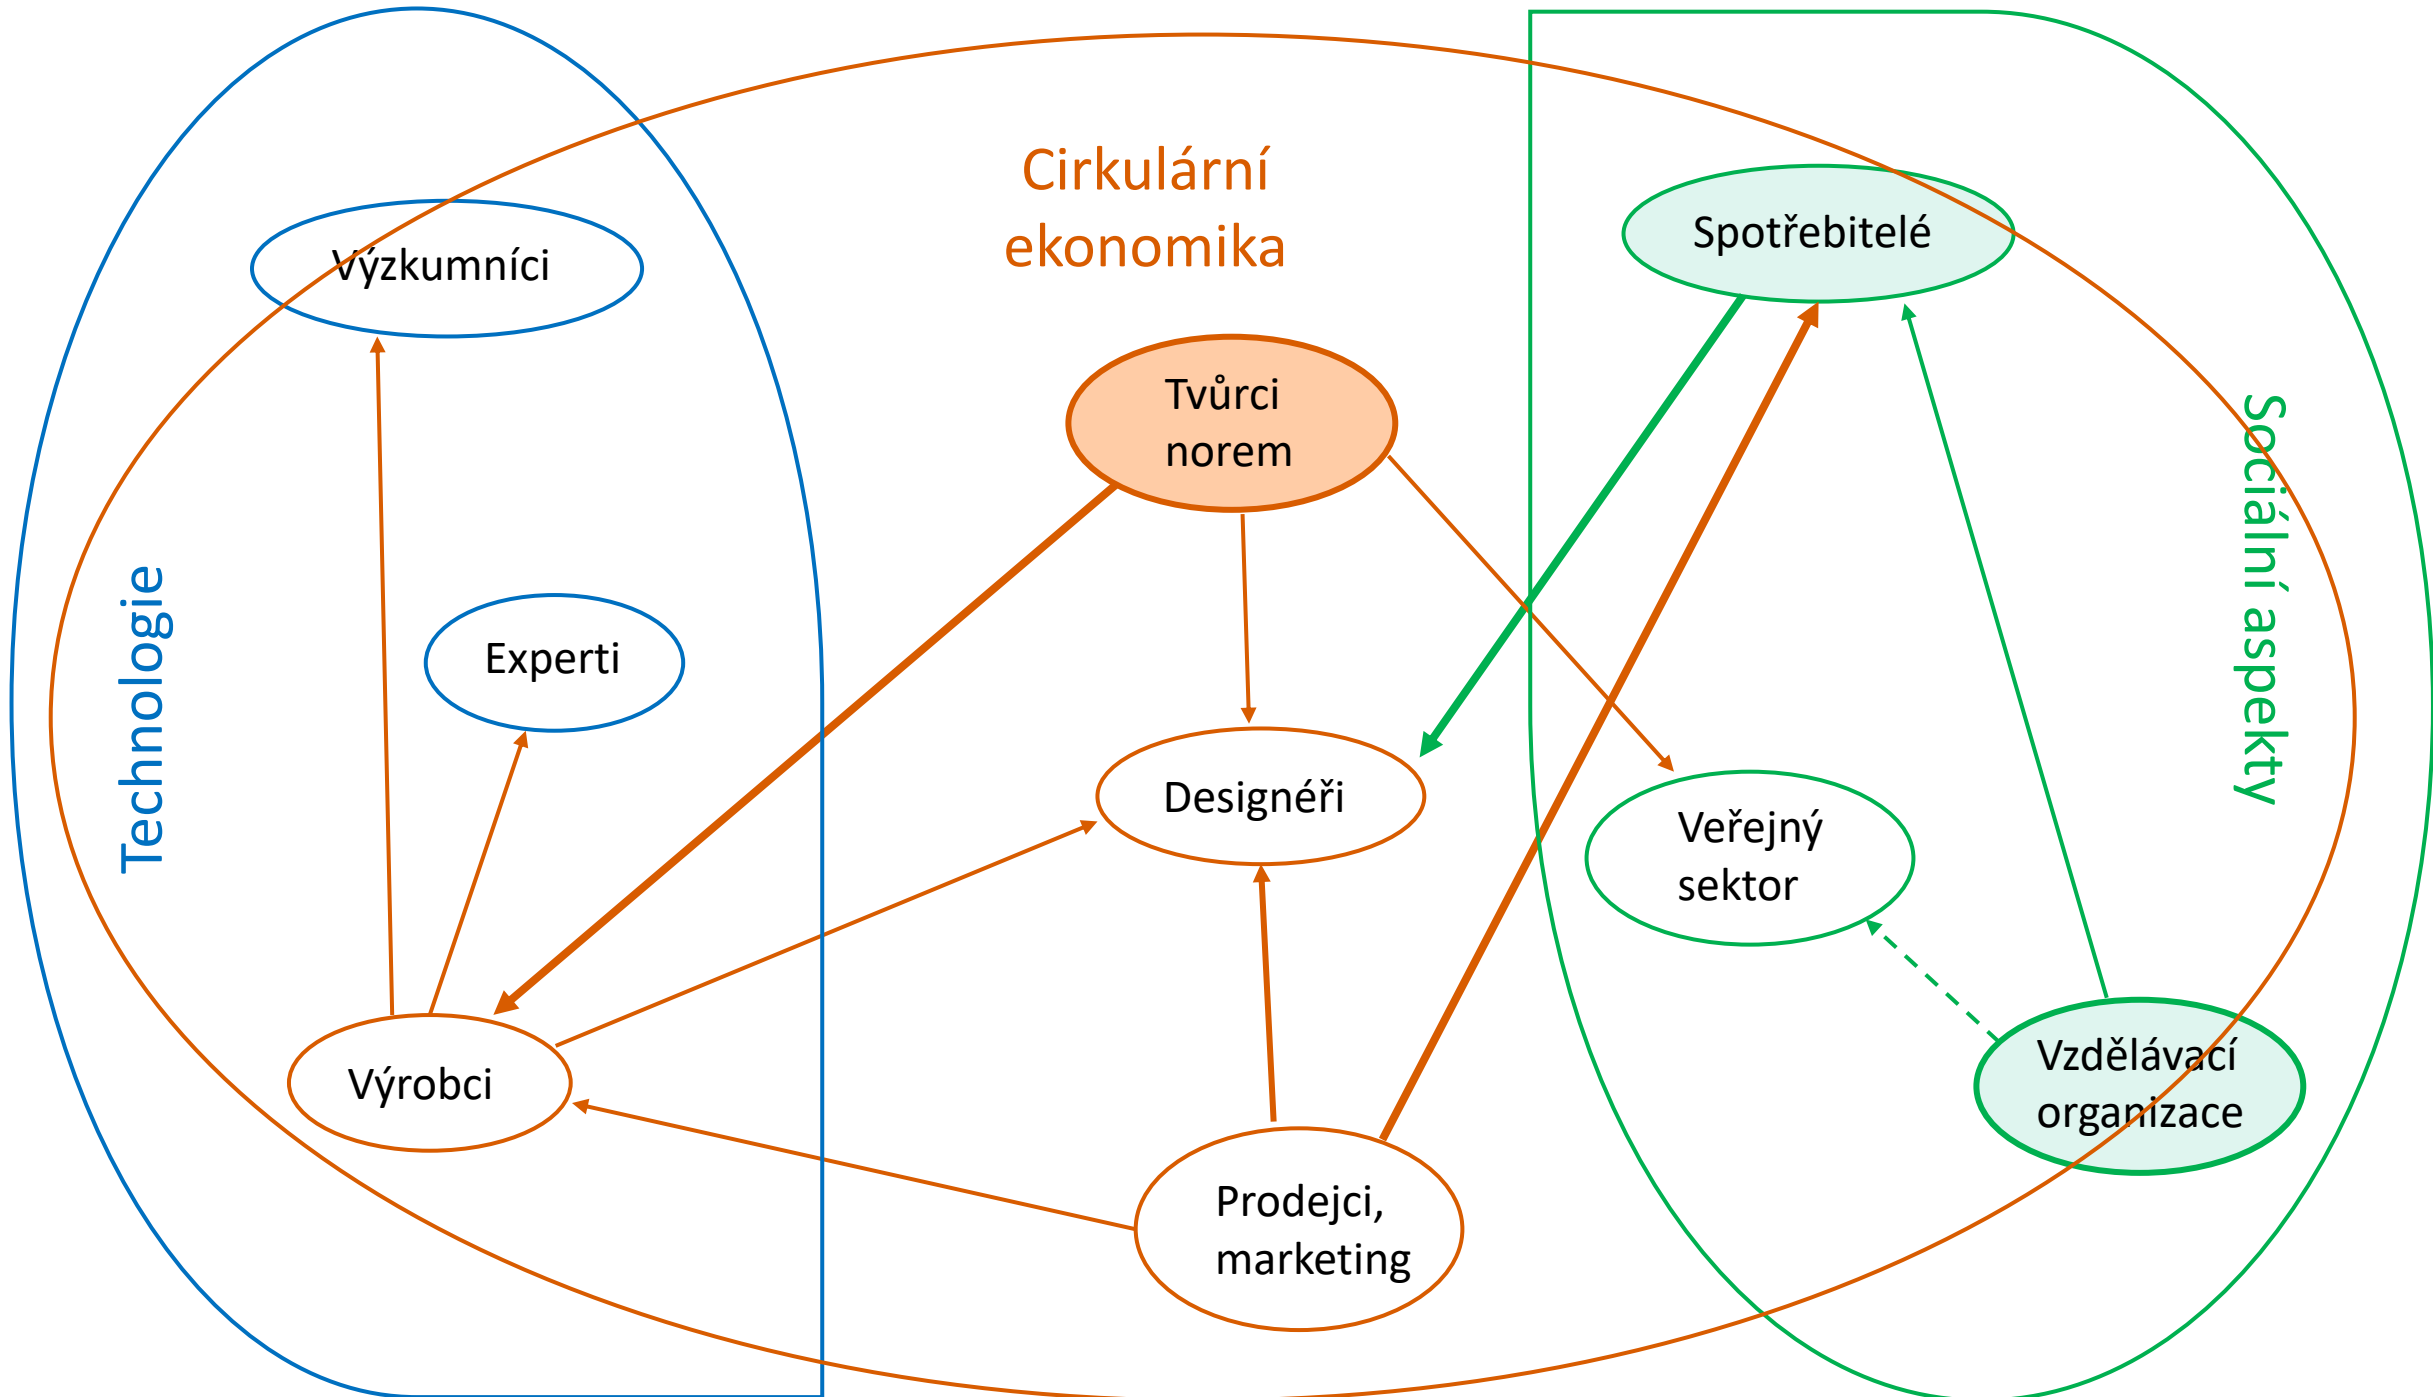 Cirkulární
ekonomika
Výzkumníci
Spotřebitelé
Tvůrci
norem
Technologie
Sociální aspekty
Experti
Designéři
Veřejný
sektor
Výrobci
Vzdělávací
organizace
Prodejci,
marketing